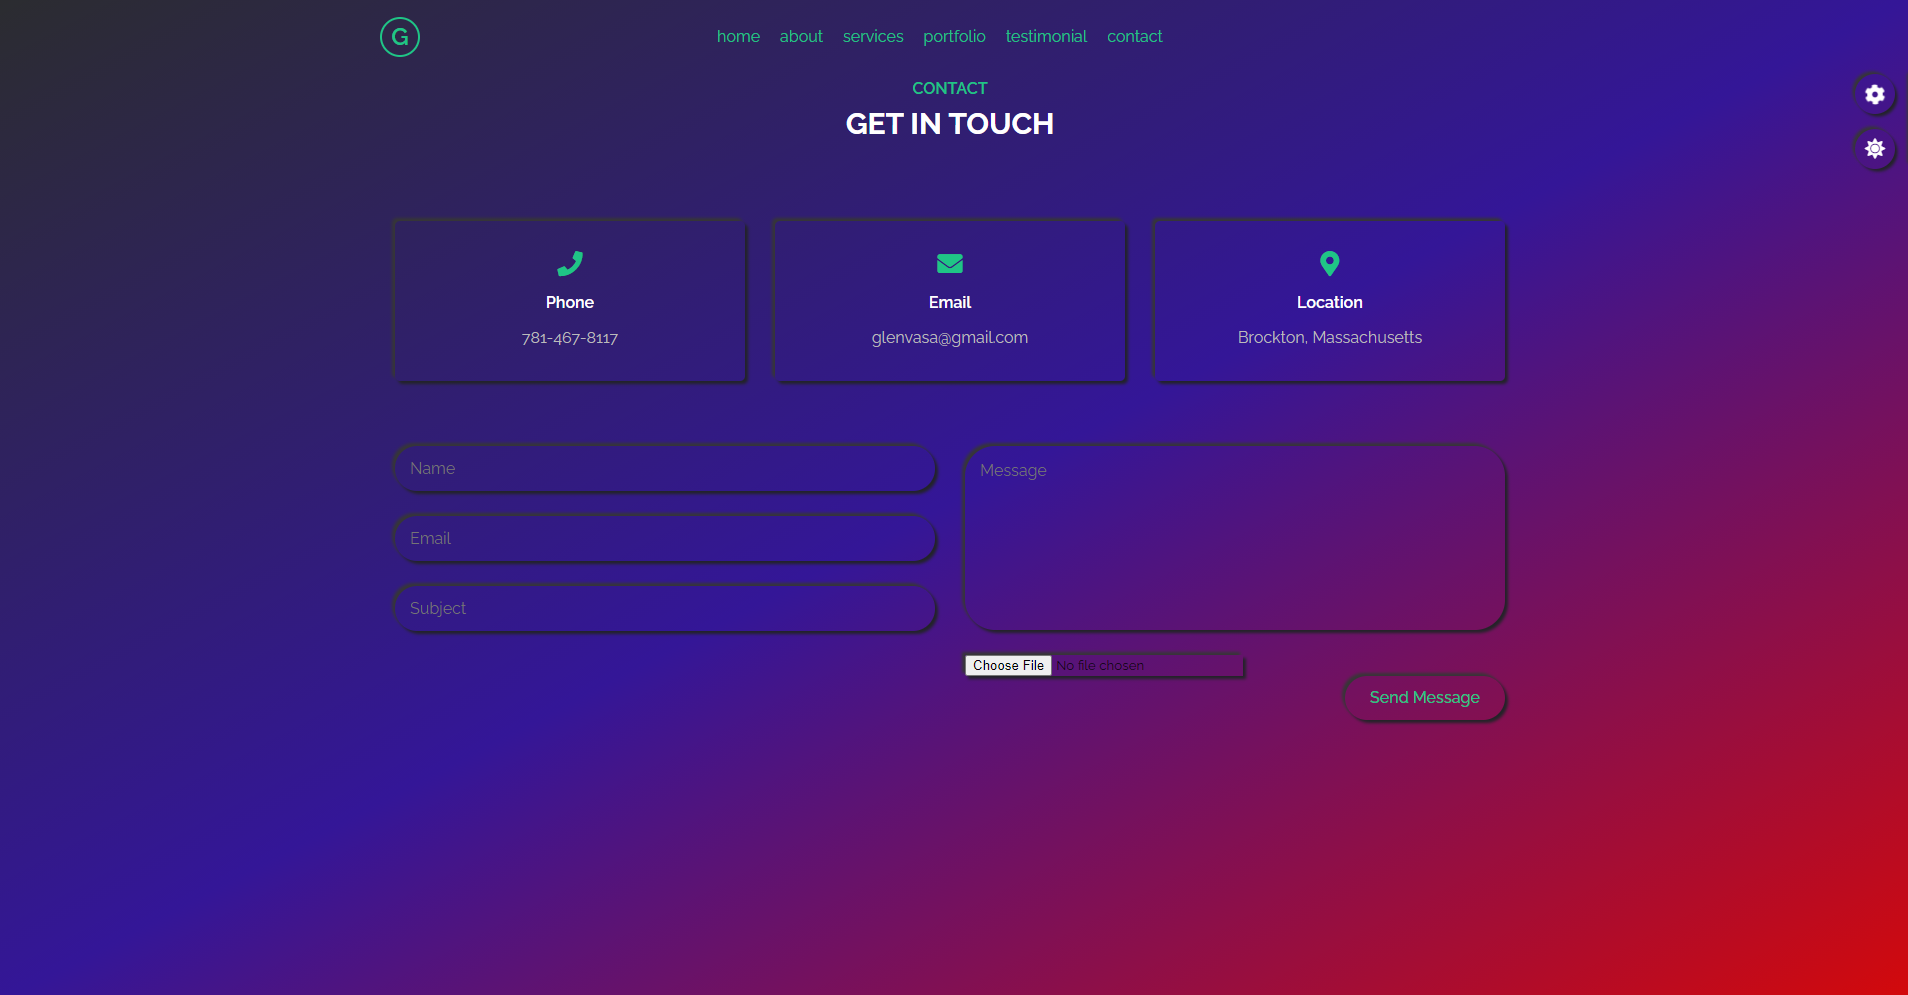 G
home about services portfolio testimonial contact
CONTACT
GET IN TOUCH
Phone
781-467-8117
Email
glenvasa@gmail.com
Location
Brockton, Massachusetts
Name
Email
Subject
Message
Choose File No file chosen
Send Message